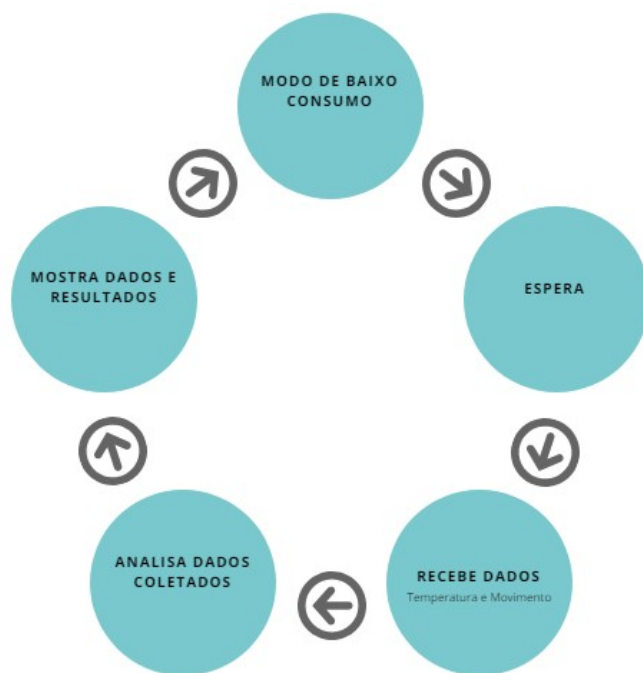 MODO DE BAIXO
CONSUMO
ESPERA
RECEBE DADOS
Temperatura e Movimento
ANALISA DADOS
COLETADOS
MOSTRA DADOS E
RESULTADOS